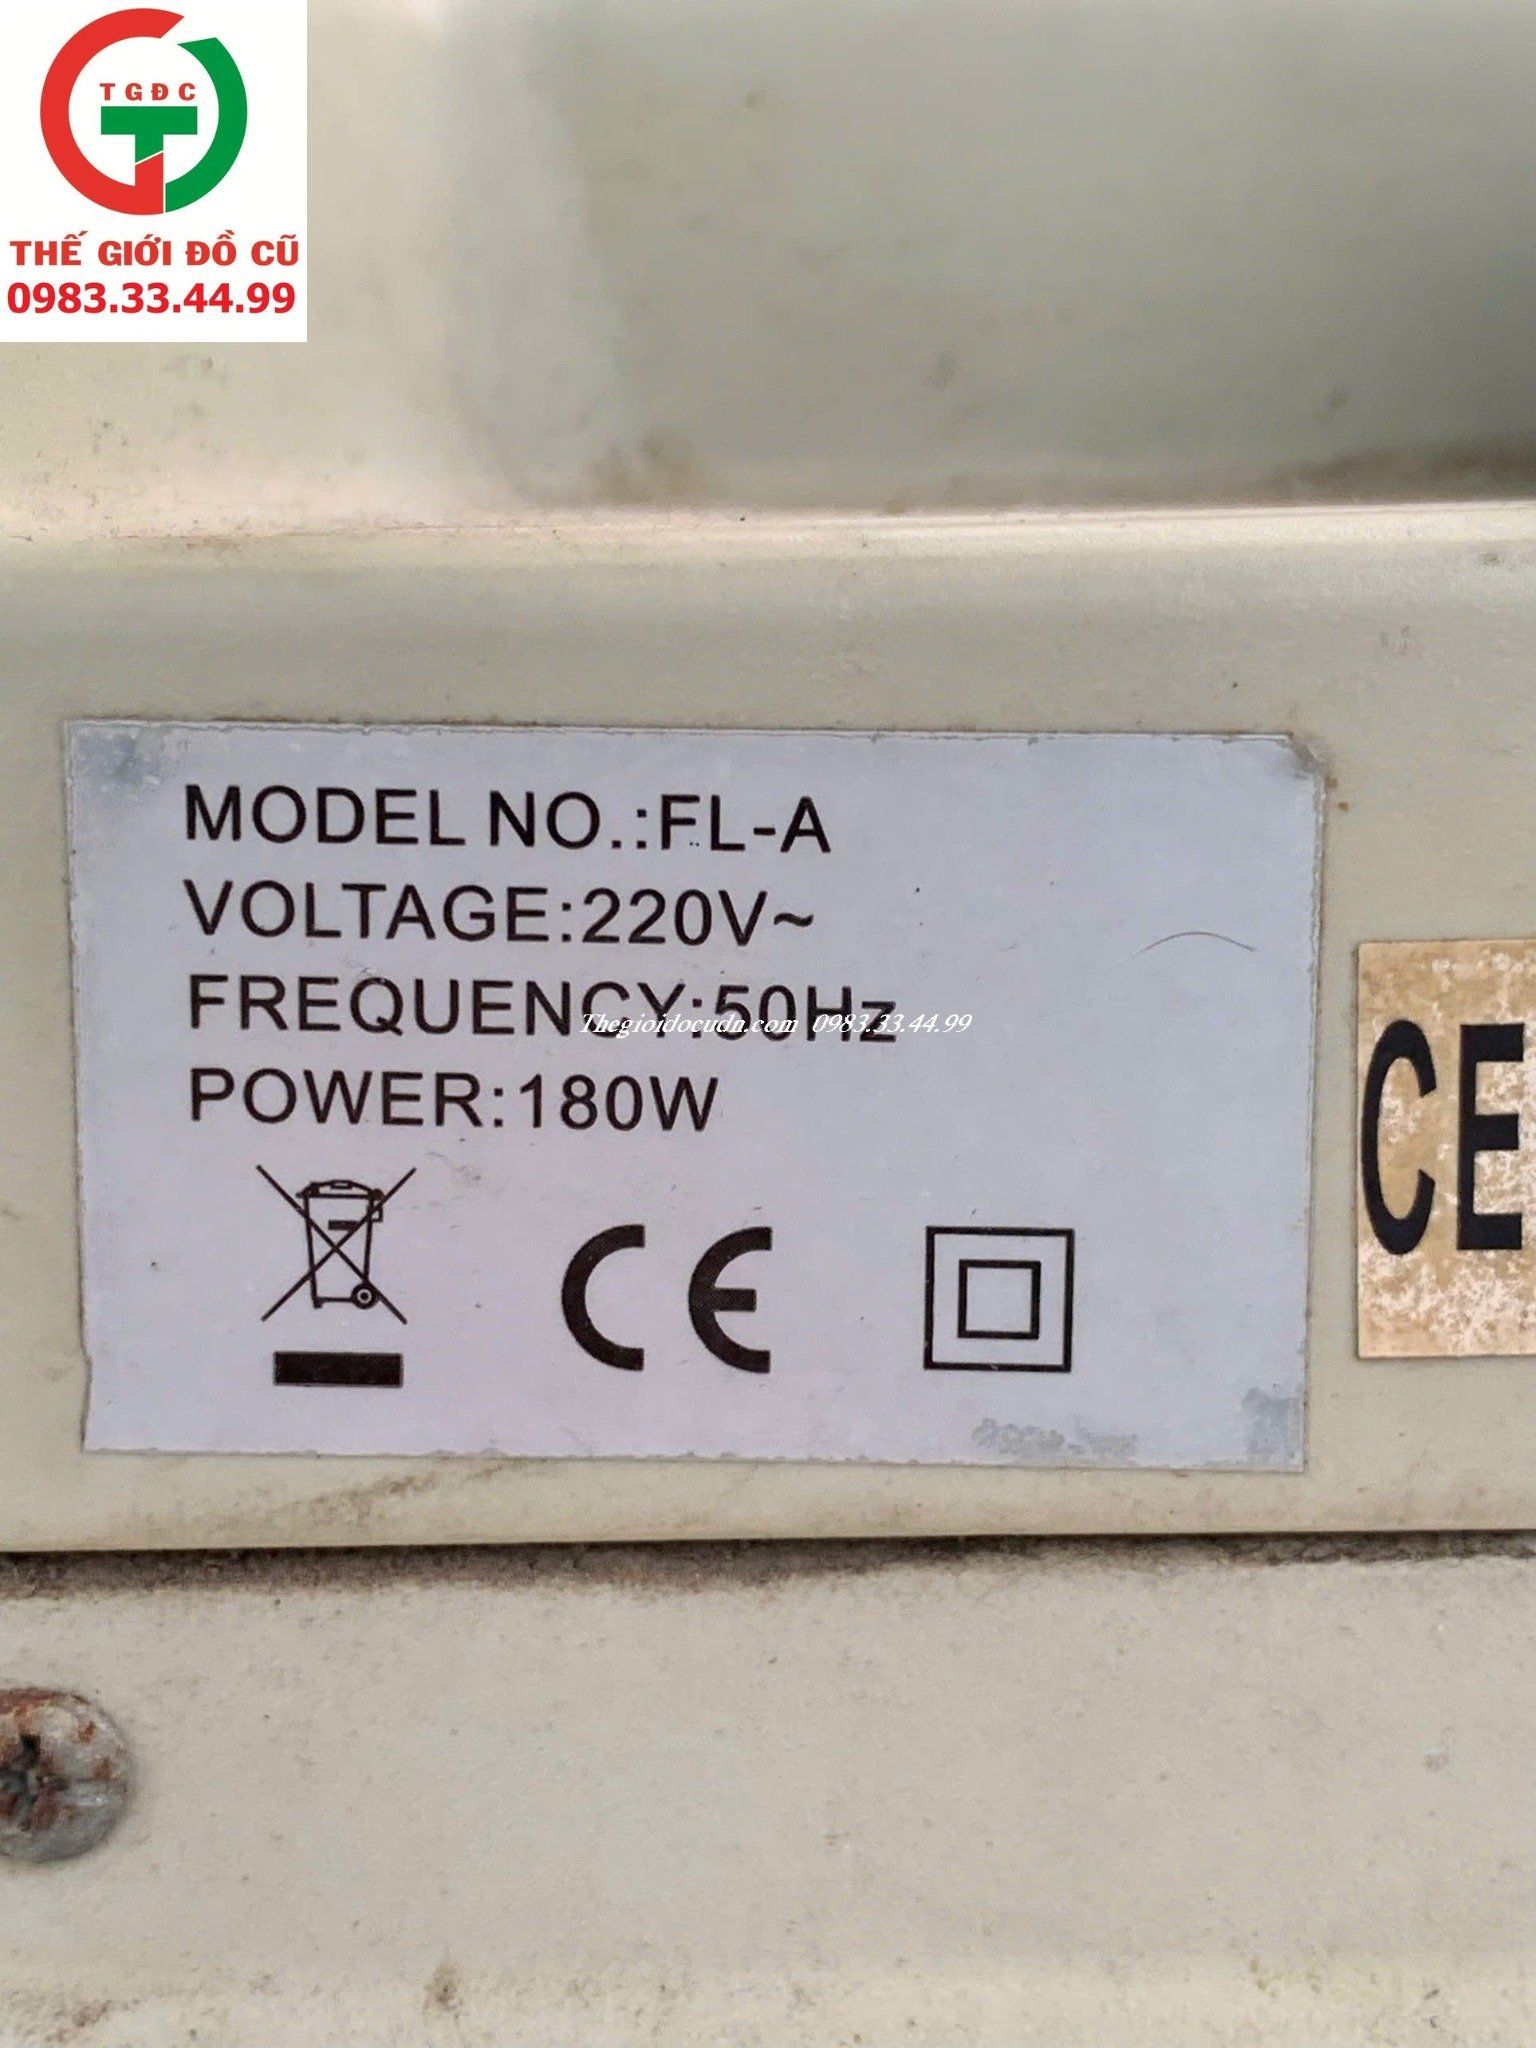 TGĐC
THẾ GIỚI ĐỒ CŨ
0983.33.44.99
MODEL NO.:FL-A
VOLTAGE:220V~
FREQUENCY:50Hz
Thegioidocudn.com 0983.33.44.99
POWER:180W
CE
CE